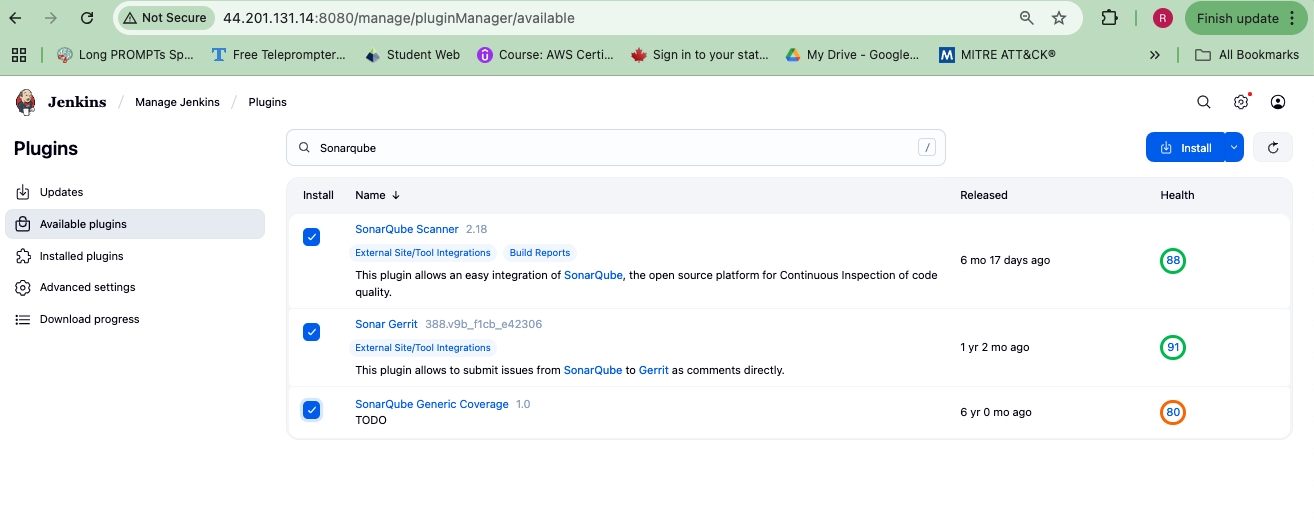 Not Secure 44.201.131.14:8080/manage/pluginManager/available R Finish update
Long PROMPTs Sp... Free Teleprompter... Student Web Course: AWS Certi... Sign in to your stat... My Drive - Google... MITRE ATT&CK® » All Bookmarks
Jenkins / Manage Jenkins / Plugins
Plugins
Updates
Available plugins
Installed plugins
Advanced settings
Download progress
Sonarqube /
Install
Install Name ↓ Released Health
SonarQube Scanner 2.18
External Site/Tool Integrations Build Reports
This plugin allows an easy integration of SonarQube, the open source platform for Continuous Inspection of code
quality.
6 mo 17 days ago
88
Sonar Gerrit 388.v9b_f1cb_e42306
External Site/Tool Integrations
This plugin allows to submit issues from SonarQube to Gerrit as comments directly.
1 yr 2 mo ago
91
SonarQube Generic Coverage 1.0
TODO
6 yr 0 mo ago
80